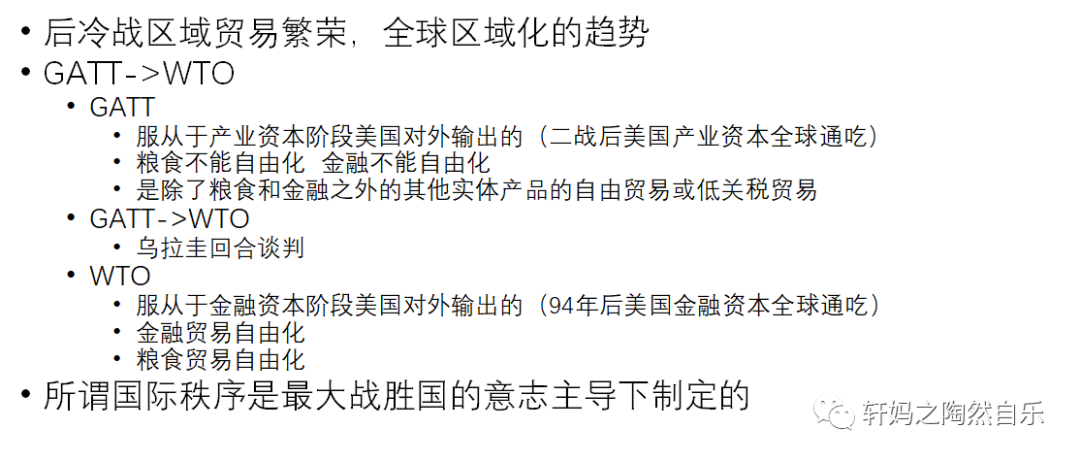 • 后冷战区域贸易繁荣，全球区域化的趋势
• GATT->WTO
• GATT
• 服从于产业资本阶段美国对外输出的（二战后美国产业资本全球通吃）
• 粮食不能自由化 金融不能自由化
• 是除了粮食和金融之外的其他实体产品的自由贸易或低关税贸易
• GATT->WTO
• 乌拉圭回合谈判
• WTO
• 服从于金融资本阶段美国对外输出的（94年后美国金融资本全球通吃）
• 金融贸易自由化
• 粮食贸易自由化
• 所谓国际秩序是最大战胜国的意志主导下制定的
轩妈之陶然自乐